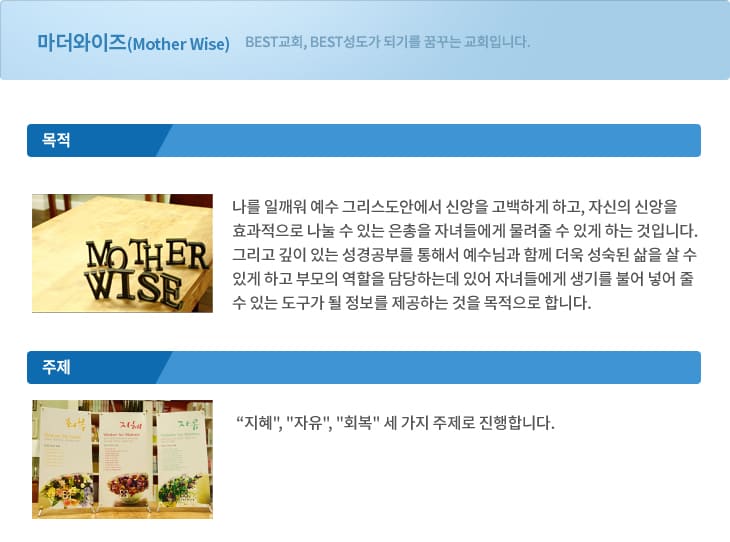 마더와이즈(Mother Wise) BEST교회, BEST성도가 되기를 꿈꾸는 교회입니다.
목적
MOTHER
WISE
나를 일깨워 예수 그리스도안에서 신앙을 고백하게 하고, 자신의 신앙을
효과적으로 나눌 수 있는 은총을 자녀들에게 물려줄 수 있게 하는 것입니다.
그리고 깊이 있는 성경공부를 통해서 예수님과 함께 더욱 성숙된 삶을 살 수
있게 하고 부모의 역할을 담당하는데 있어 자녀들에게 생기를 불어 넣어 줄
수 있는 도구가 될 정보를 제공하는 것을 목적으로 합니다.
주제
회복
지혜
자유
“지혜", "자유", "회복" 세 가지 주제로 진행합니다.